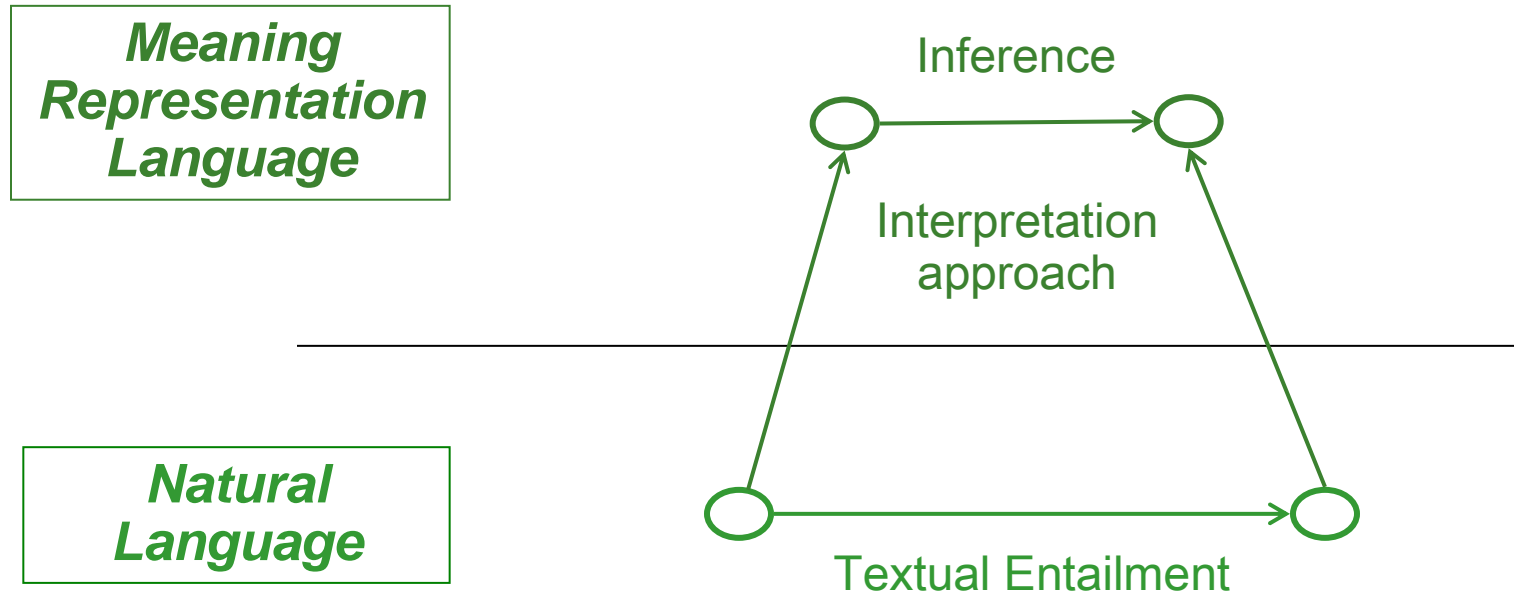 Meaning
Representation
Language
Inference
Interpretation
approach
Natural
Language
Textual Entailment